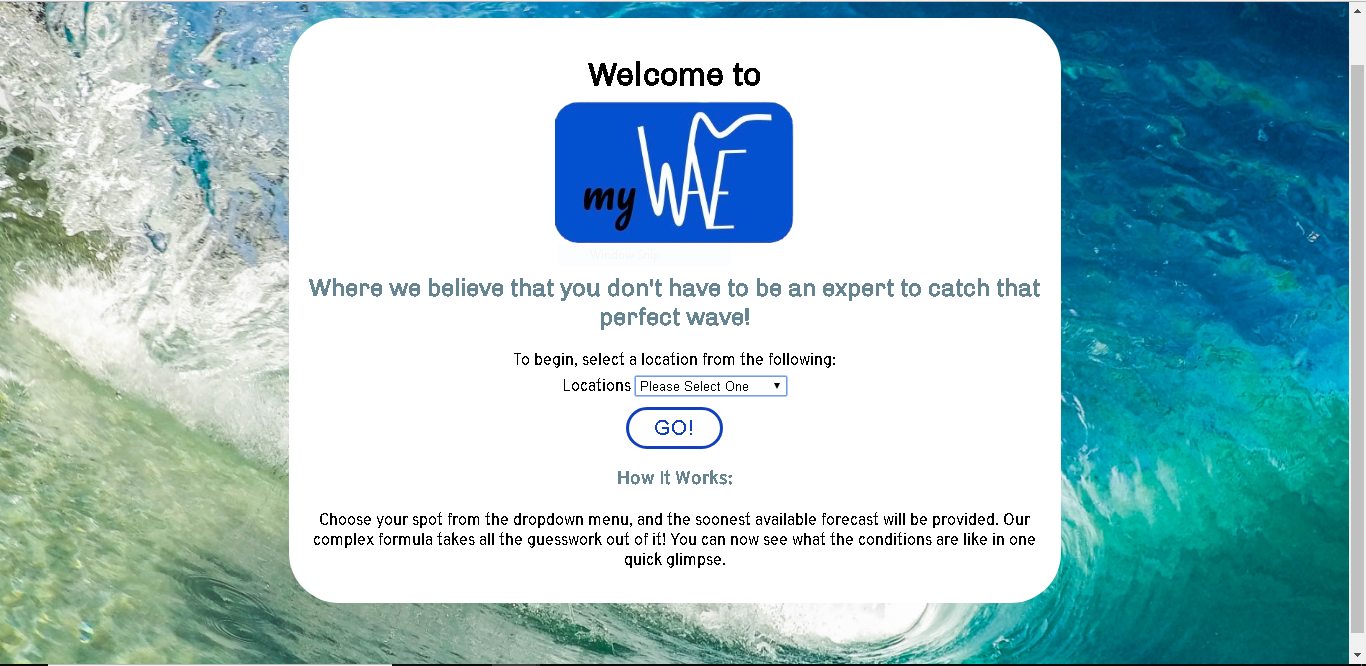 Welcome to
my WAVE
Where we believe that you don't have to be an expert to catch that
perfect wave!
To begin, select a location from the following:
Locations Please Select One
GO!
How It Works:
Choose your spot from the dropdown menu, and the soonest available forecast will be provided. Our
complex formula takes all the guesswork out of it! You can now see what the conditions are like in one
quick glimpse.